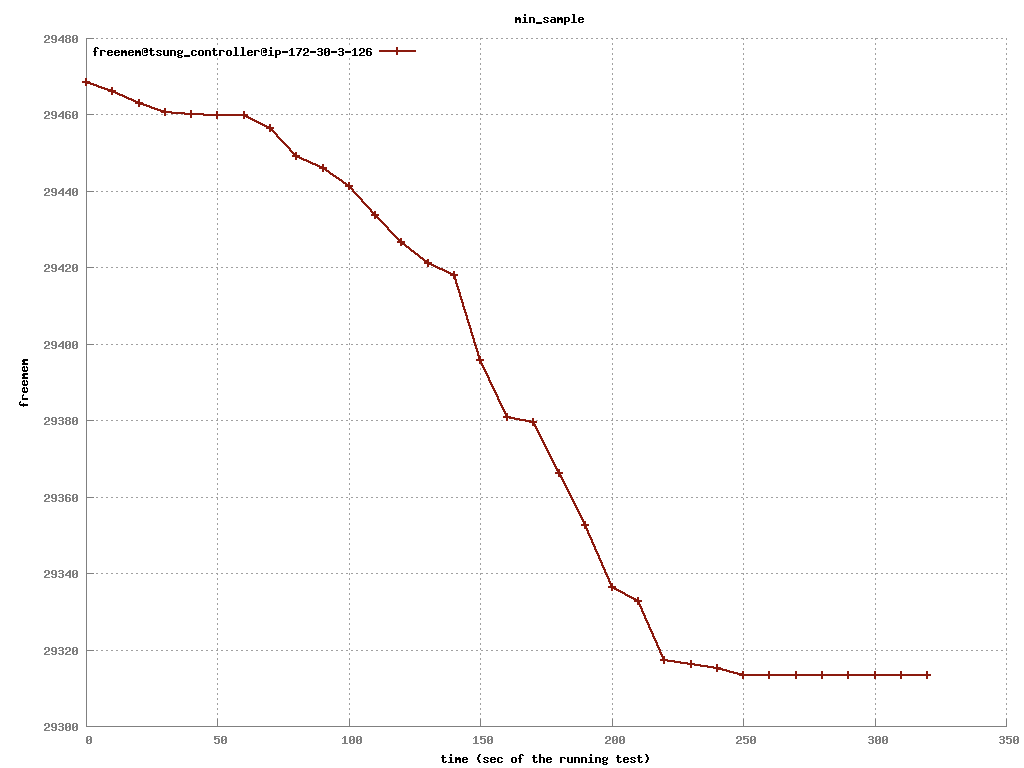 min_sample
29480
freemem@tsung_controller@ip-172-30-3-126
29460
29440
29420
29400
freemem
29380
29360
29340
29320
29300
0 50 100 150 200 250 300 350
time (sec of the running test)